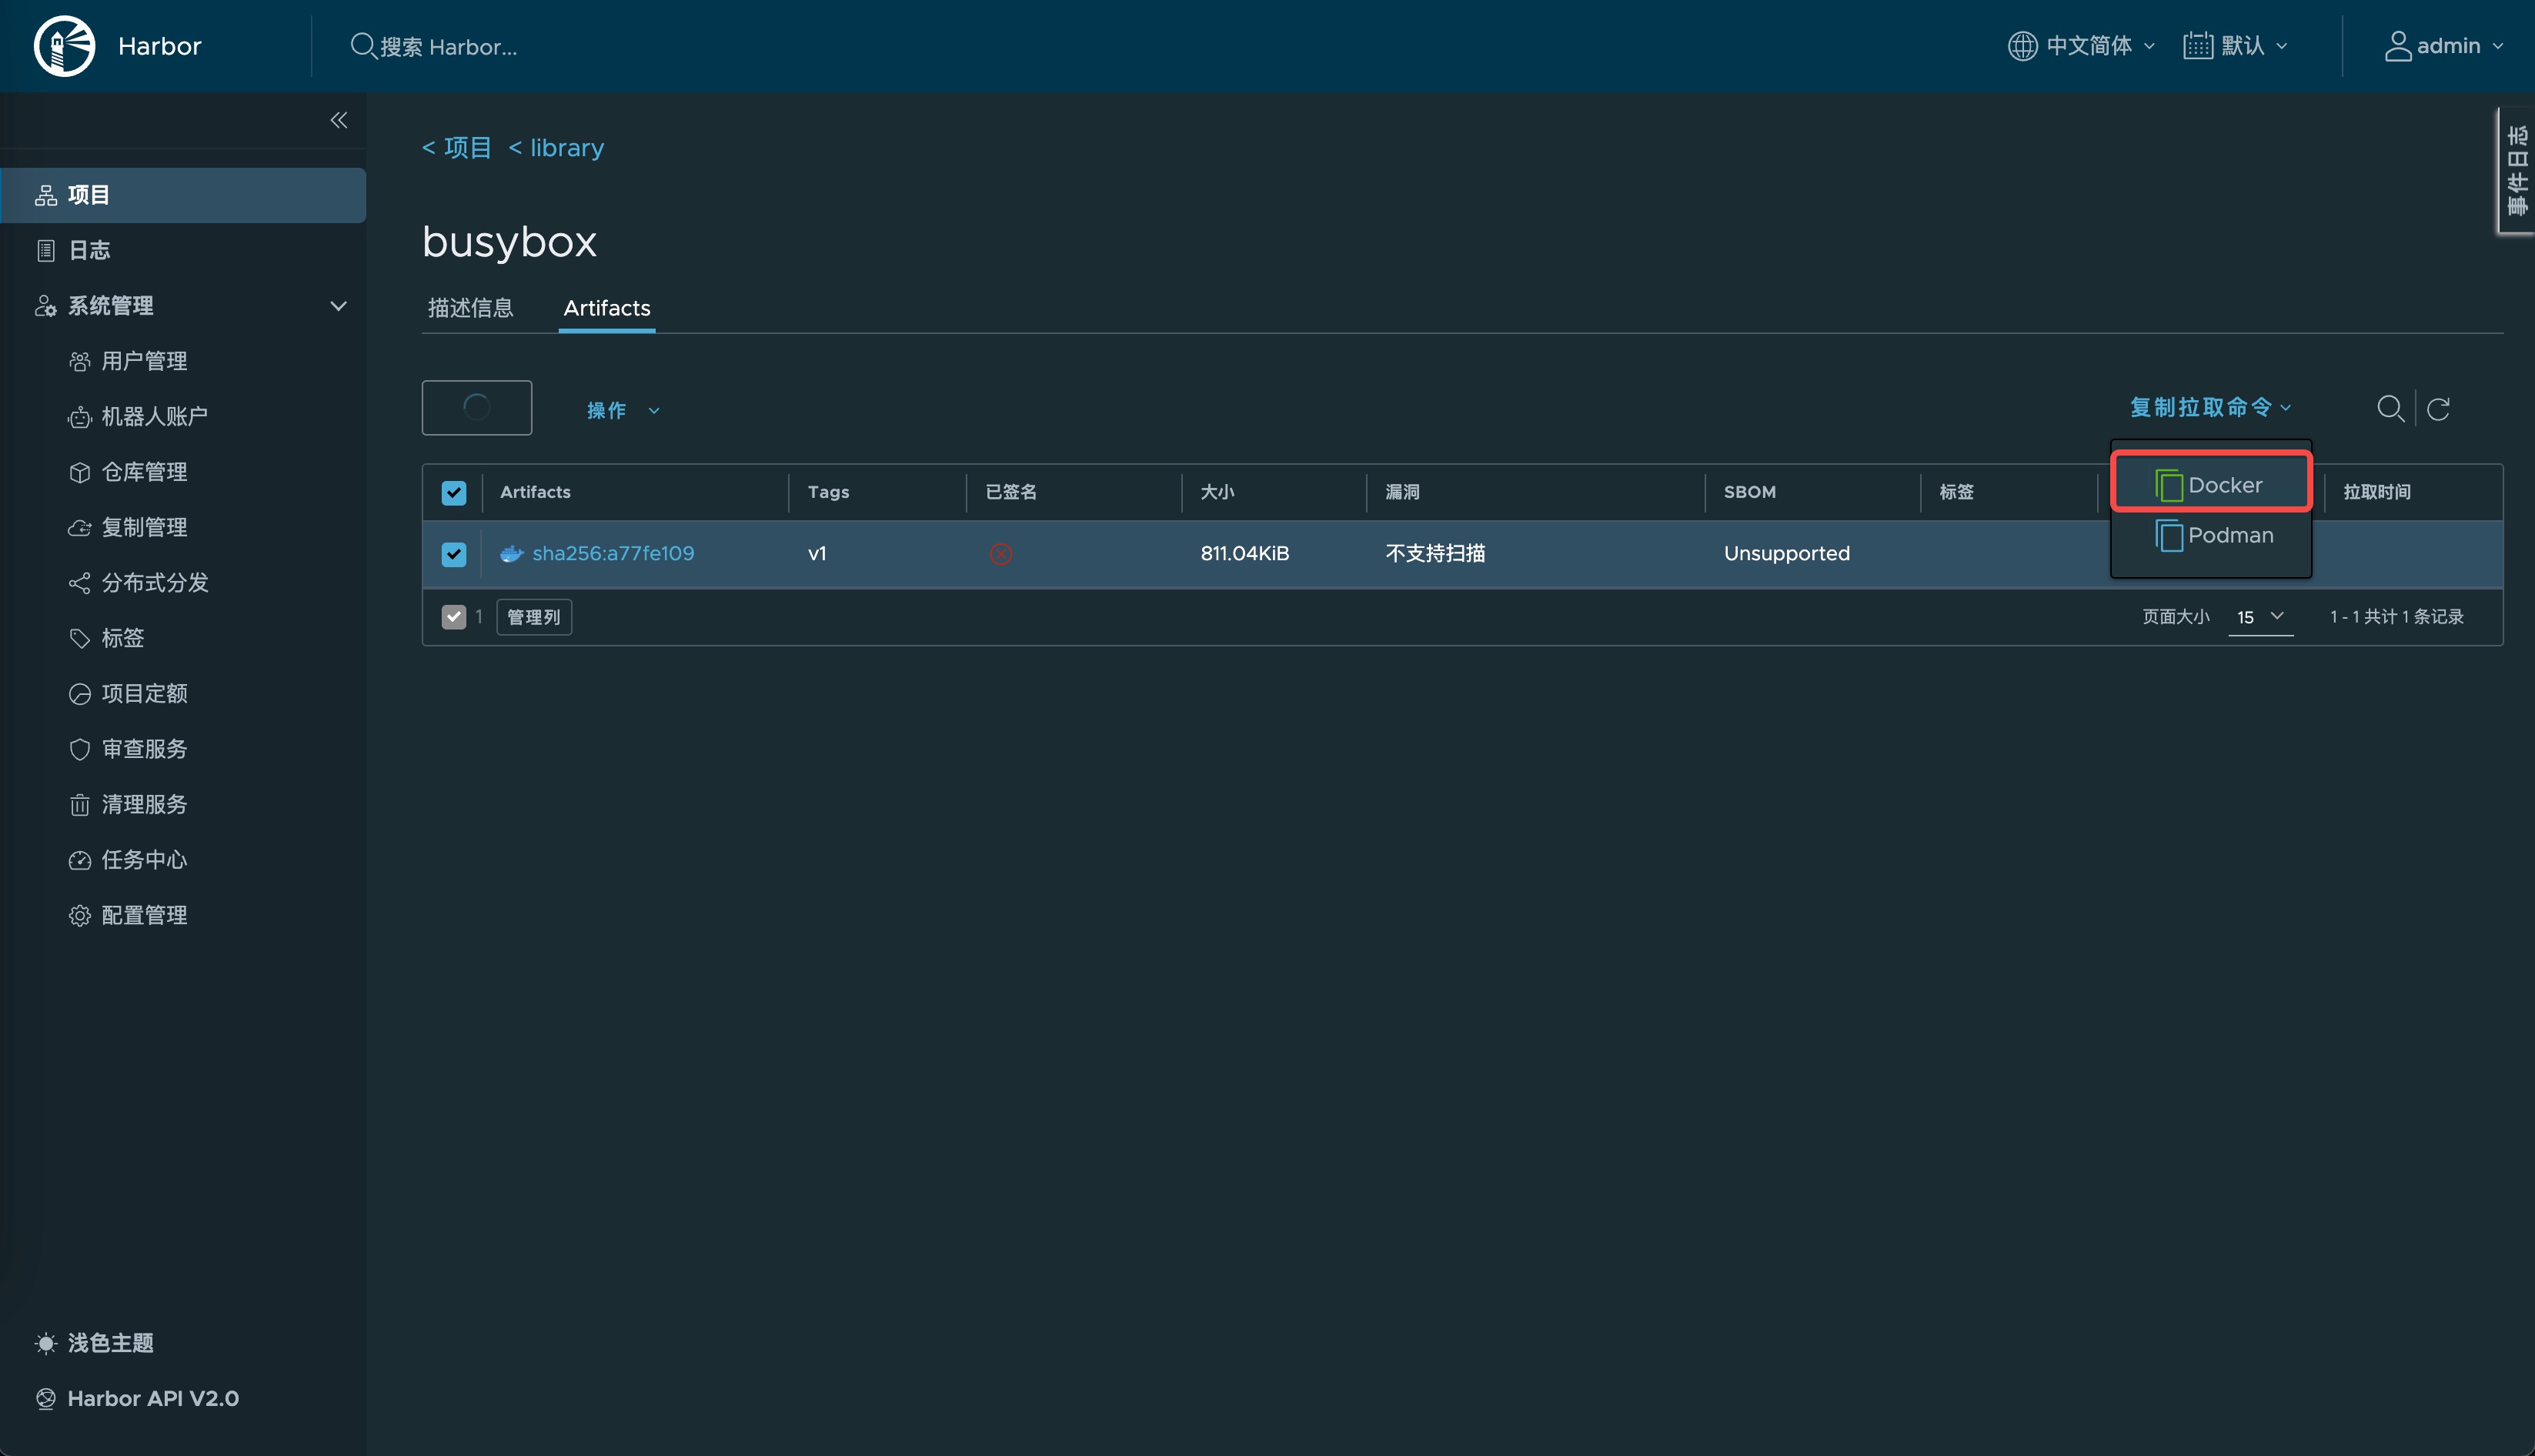 Harbor
搜索 Harbor...
中文简体
默认
admin
事件日志
项目
日志
系统管理
用户管理
机器人账户
仓库管理
复制管理
分布式分发
标签
项目定额
审查服务
清理服务
任务中心
配置管理
浅色主题
Harbor API V2.0
< 项目 < library
busybox
描述信息 Artifacts
操作
复制拉取命令
Docker
Podman
Artifacts Tags 已签名 大小 漏洞 SBOM 标签 拉取时间
sha256:a77fe109 v1 811.04KiB 不支持扫描 Unsupported
1 管理列 页面大小 15 1 - 1 共计 1 条记录